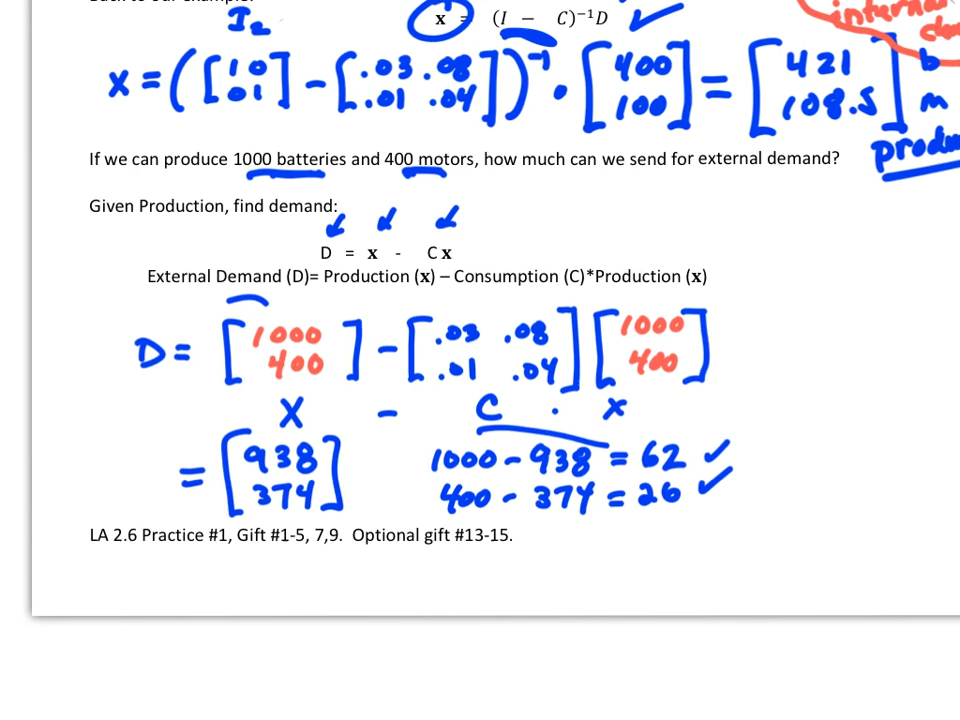 I₂
x = (I − C)⁻¹D
x = ([1 0 0 1] − [.03 .08 .01 .04])⁻¹ · [400 100] = [421 108.5] b m
If we can produce 1000 batteries and 400 motors, how much can we send for external demand?
Given Production, find demand:
D = x - Cx
External Demand (D)= Production (x) – Consumption (C)*Production (x)
D = [1000 400] − [.03 .08 .01 .04] [1000 400]
X − C · x
= [938 374]
1000 − 938 = 62 ✓
400 − 374 = 26 ✓
LA 2.6 Practice #1, Gift #1-5, 7,9. Optional gift #13-15.